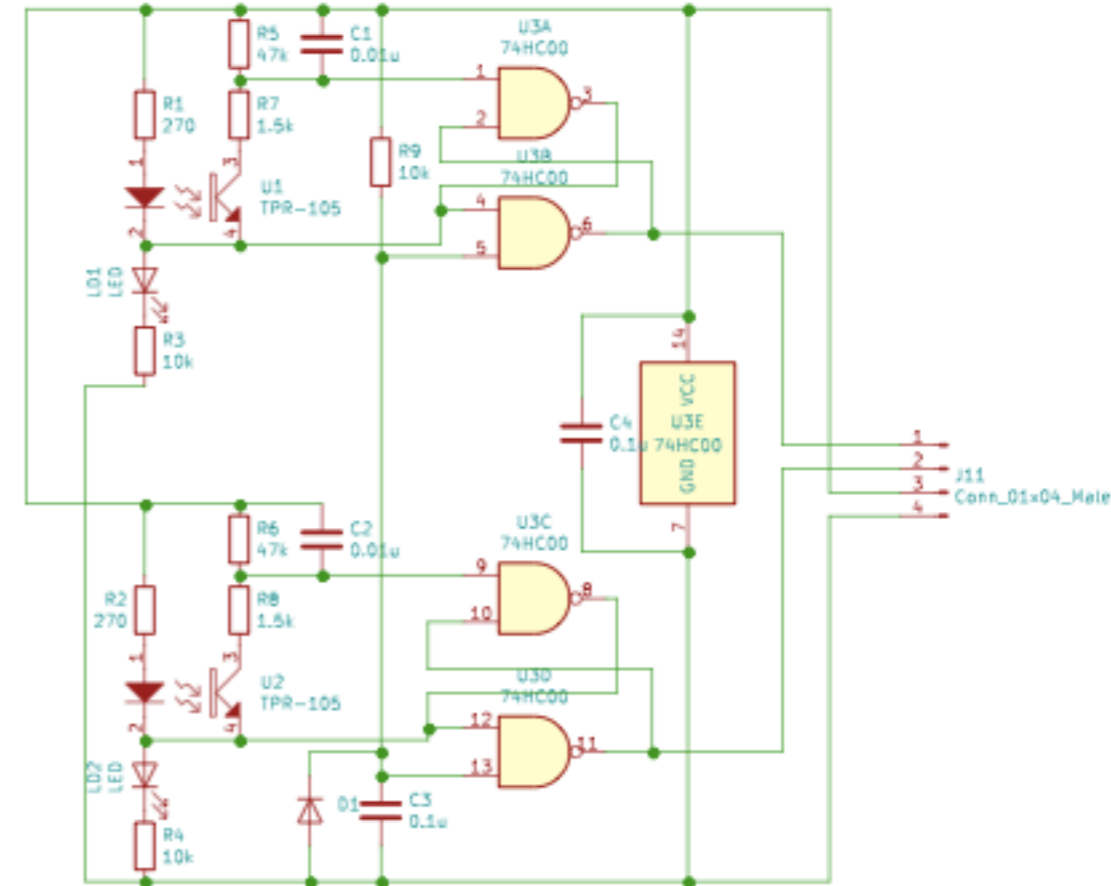 U3A
74HC00
R5
47k
C1
0.01u
1
2
3
R1
270
R7
1.5k
1
3
R9
10k
U3B
74HC00
U1
TPR-105
4
5
6
2
4
LD1
LED
R3
10k
14
VCC
U3E
74HC00
GND
7
C4
0.1u
1
2
3
4
J11
Conn_01x04_Male
R6
47k
C2
0.01u
U3C
74HC00
9
10
8
R2
270
R8
1.5k
1
3
U2
TPR-105
U3D
74HC00
12
13
11
2
4
LD2
LED
D1
C3
0.1u
R4
10k